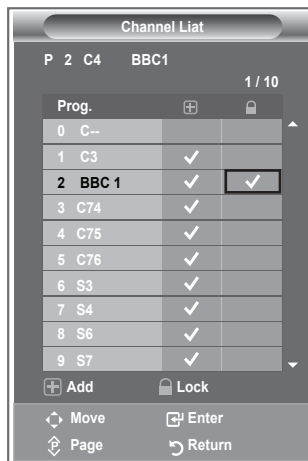 Channel Liat
P 2 C4 BBC1
1 / 10
Prog.
0 C--
1 C3
2 BBC 1
3 C74
4 C75
5 C76
6 S3
7 S4
8 S6
9 S7
Add Lock
Move Enter
P Page Return